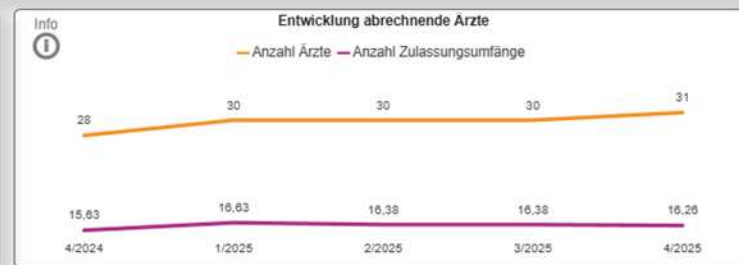 Info
Entwicklung abrechnende Ärzte
Anzahl Ärzte Anzahl Zulassungsumfänge
28 30 30 30 31
15,63 16,63 16,38 16,38 16,26
4/2024 1/2025 2/2025 3/2025 4/2025